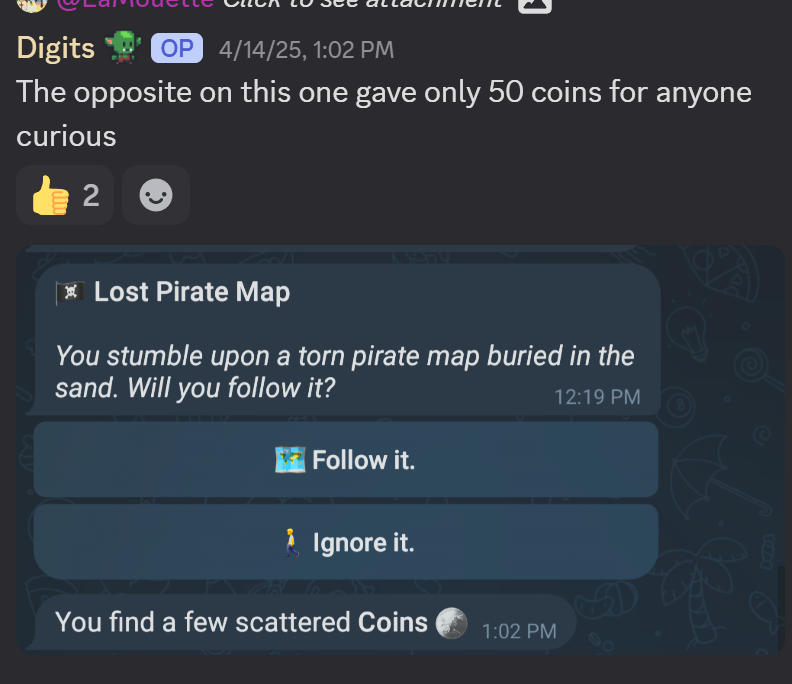 @LaMouette Click to see attachment
Digits OP 4/14/25, 1:02 PM
The opposite on this one gave only 50 coins for anyone
curious
2
Lost Pirate Map
You stumble upon a torn pirate map buried in the
sand. Will you follow it?
12:19 PM
Follow it.
Ignore it.
You find a few scattered Coins 1:02 PM